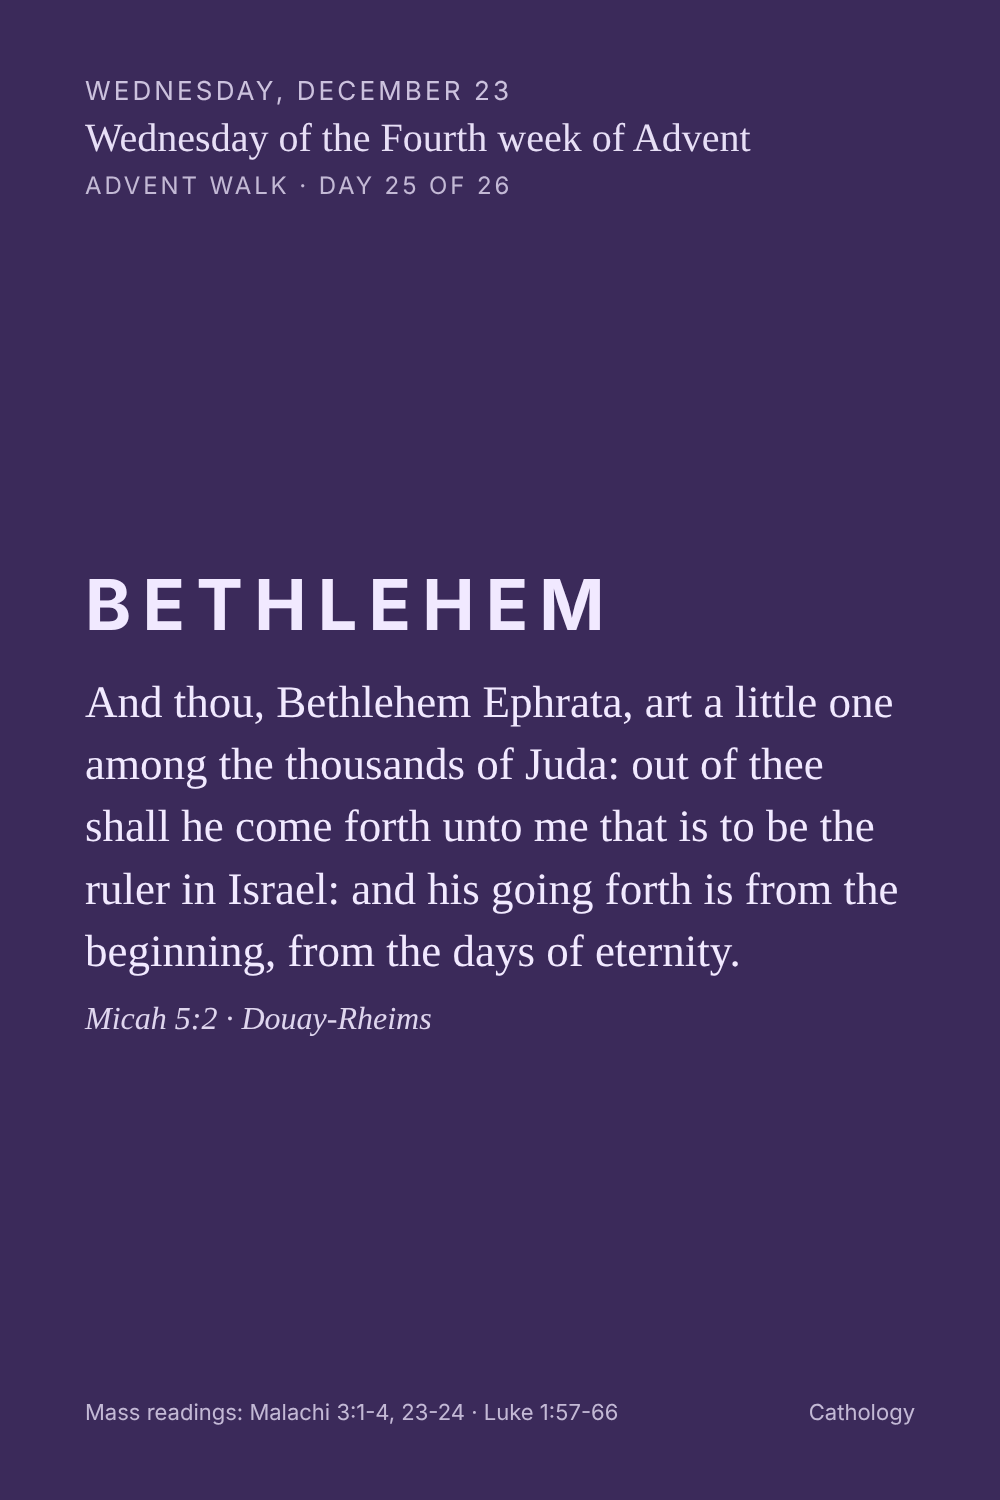 WEDNESDAY, DECEMBER 23
Wednesday of the Fourth week of Advent
ADVENT WALK · DAY 25 OF 26
BETHLEHEM
And thou, Bethlehem Ephrata, art a little one
among the thousands of Juda: out of thee
shall he come forth unto me that is to be the
ruler in Israel: and his going forth is from the
beginning, from the days of eternity.
Micah 5:2 · Douay-Rheims
Mass readings: Malachi 3:1-4, 23-24 · Luke 1:57-66
Cathology